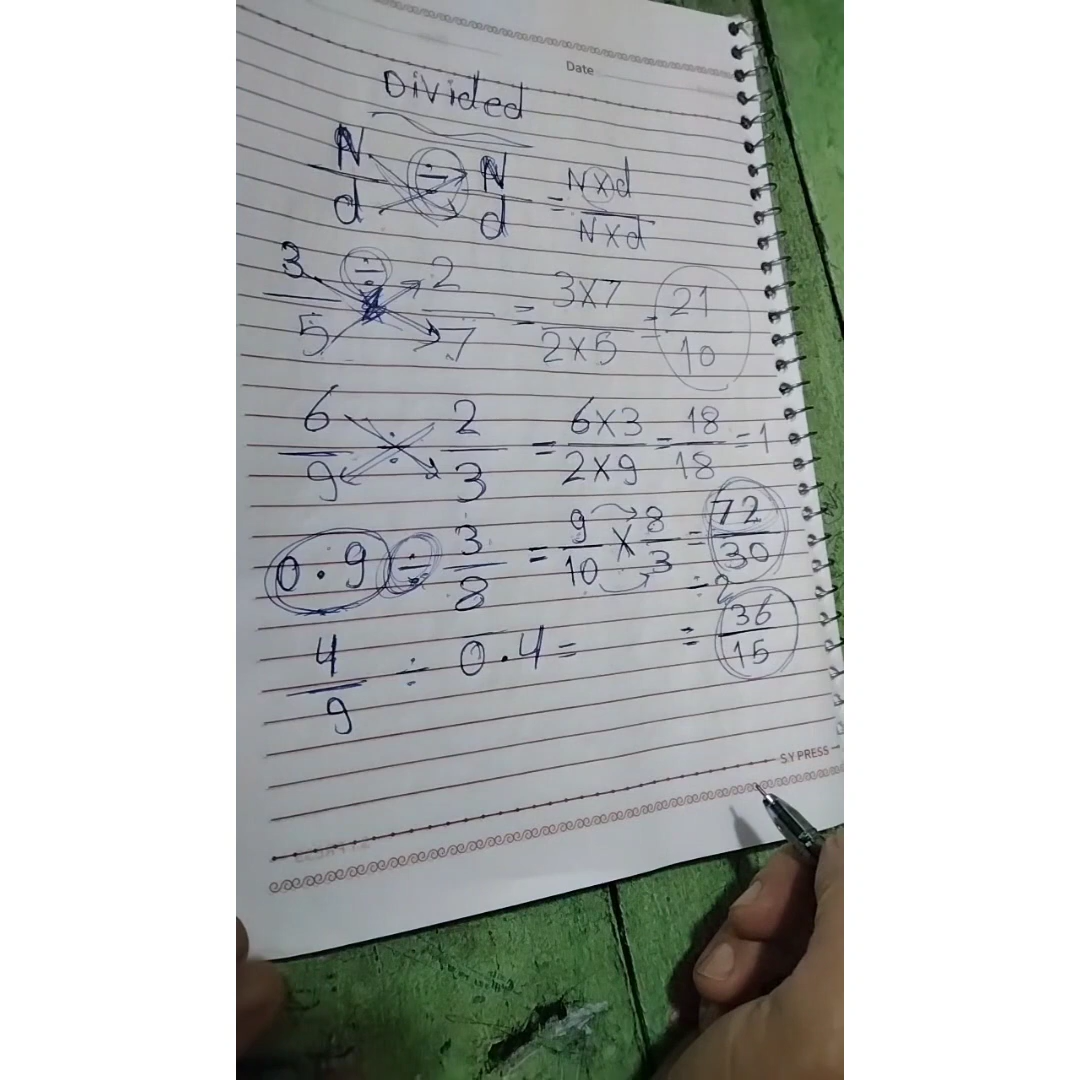 Date
Divided
N/d ÷ N/d = N×d/N×d
3/5 ÷ 2/7 = 3×7/2×5 = 21/10
6/9 ÷ 2/3 = 6×3/2×9 = 18/18 = 1
0.9 ÷ 3/8 = 9/10 × 8/3 = 72/30
÷2
4/9 ÷ 0.4 = = 36/15
S.Y PRESS